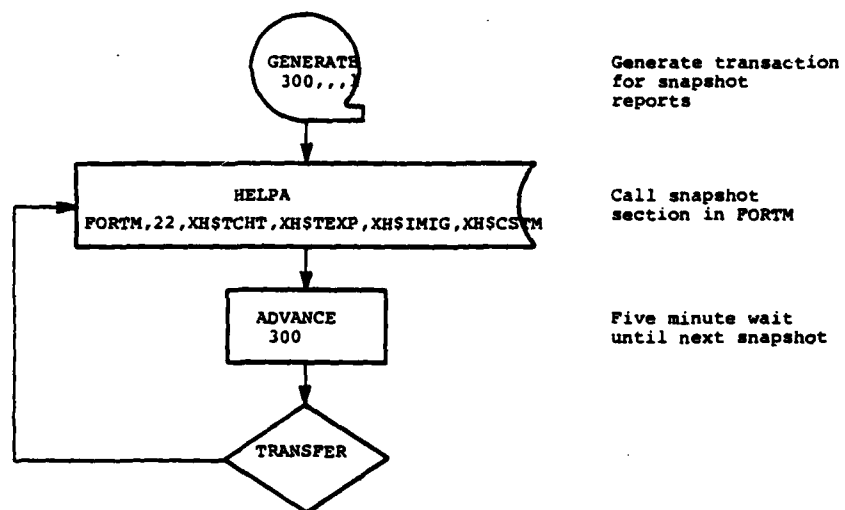 GENERATE
300,,,1
Generate transaction
for snapshot
reports
HELPA
FORTM,22,XH$TCHT,XH$TEXP,XH$IMIG,XH$CSTM
Call snapshot
section in FORTM
ADVANCE
300
Five minute wait
until next snapshot
TRANSFER